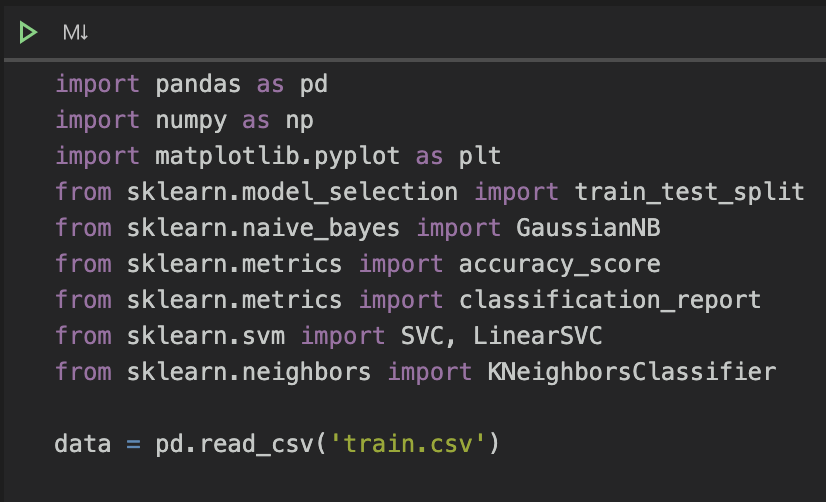 M↓
import pandas as pd
import numpy as np
import matplotlib.pyplot as plt
from sklearn.model_selection import train_test_split
from sklearn.naive_bayes import GaussianNB
from sklearn.metrics import accuracy_score
from sklearn.metrics import classification_report
from sklearn.svm import SVC, LinearSVC
from sklearn.neighbors import KNeighborsClassifier
data = pd.read_csv('train.csv')